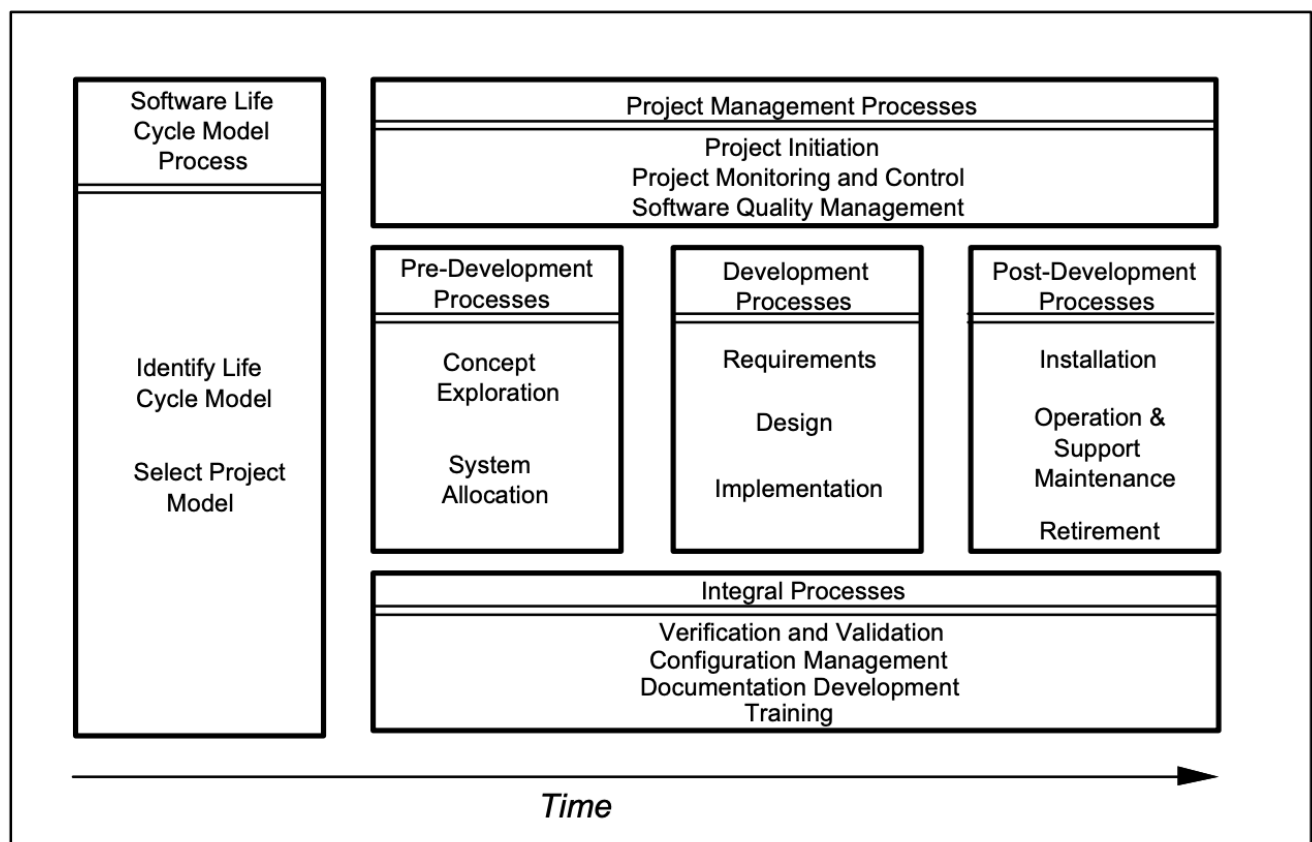 Software Life
Cycle Model
Process
Identify Life
Cycle Model
Select Project
Model
Project Management Processes
Project Initiation
Project Monitoring and Control
Software Quality Management
Pre-Development
Processes
Concept
Exploration
System
Allocation
Development
Processes
Requirements
Design
Implementation
Post-Development
Processes
Installation
Operation &
Support
Maintenance
Retirement
Integral Processes
Verification and Validation
Configuration Management
Documentation Development
Training
Time